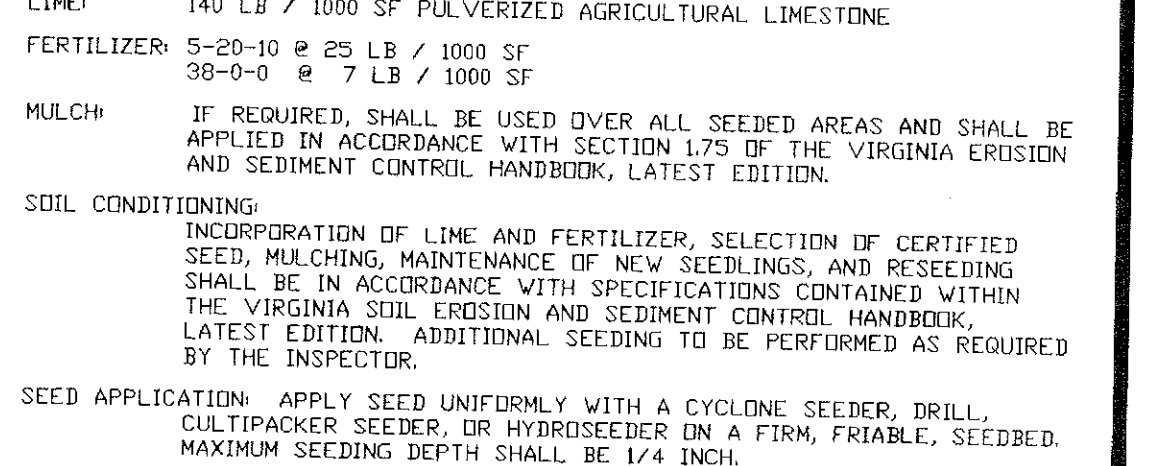 LIME: 140 LB / 1000 SF PULVERIZED AGRICULTURAL LIMESTONE
FERTILIZER: 5-20-10 @ 25 LB / 1000 SF
38-0-0 @ 7 LB / 1000 SF
MULCH: IF REQUIRED, SHALL BE USED OVER ALL SEEDED AREAS AND SHALL BE
APPLIED IN ACCORDANCE WITH SECTION 1.75 OF THE VIRGINIA EROSION
AND SEDIMENT CONTROL HANDBOOK, LATEST EDITION.
SOIL CONDITIONING:
INCORPORATION OF LIME AND FERTILIZER, SELECTION OF CERTIFIED
SEED, MULCHING, MAINTENANCE OF NEW SEEDLINGS, AND RESEEDING
SHALL BE IN ACCORDANCE WITH SPECIFICATIONS CONTAINED WITHIN
THE VIRGINIA SOIL EROSION AND SEDIMENT CONTROL HANDBOOK,
LATEST EDITION. ADDITIONAL SEEDING TO BE PERFORMED AS REQUIRED
BY THE INSPECTOR.
SEED APPLICATION: APPLY SEED UNIFORMLY WITH A CYCLONE SEEDER, DRILL,
CULTIPACKER SEEDER, OR HYDROSEEDER ON A FIRM, FRIABLE, SEEDBED.
MAXIMUM SEEDING DEPTH SHALL BE 1/4 INCH.